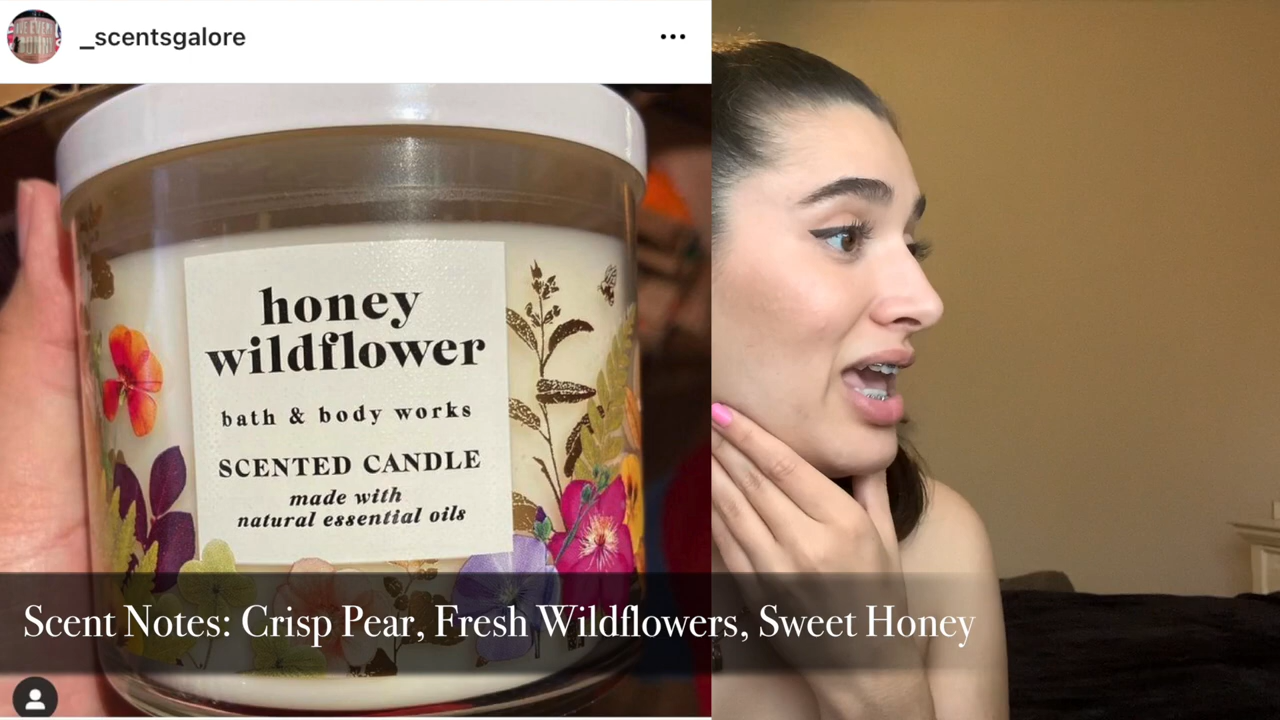 _scentsgalore
honey
wildflower
bath & body works
SCENTED CANDLE
made with
natural essential oils
Scent Notes: Crisp Pear, Fresh Wildflowers, Sweet Honey